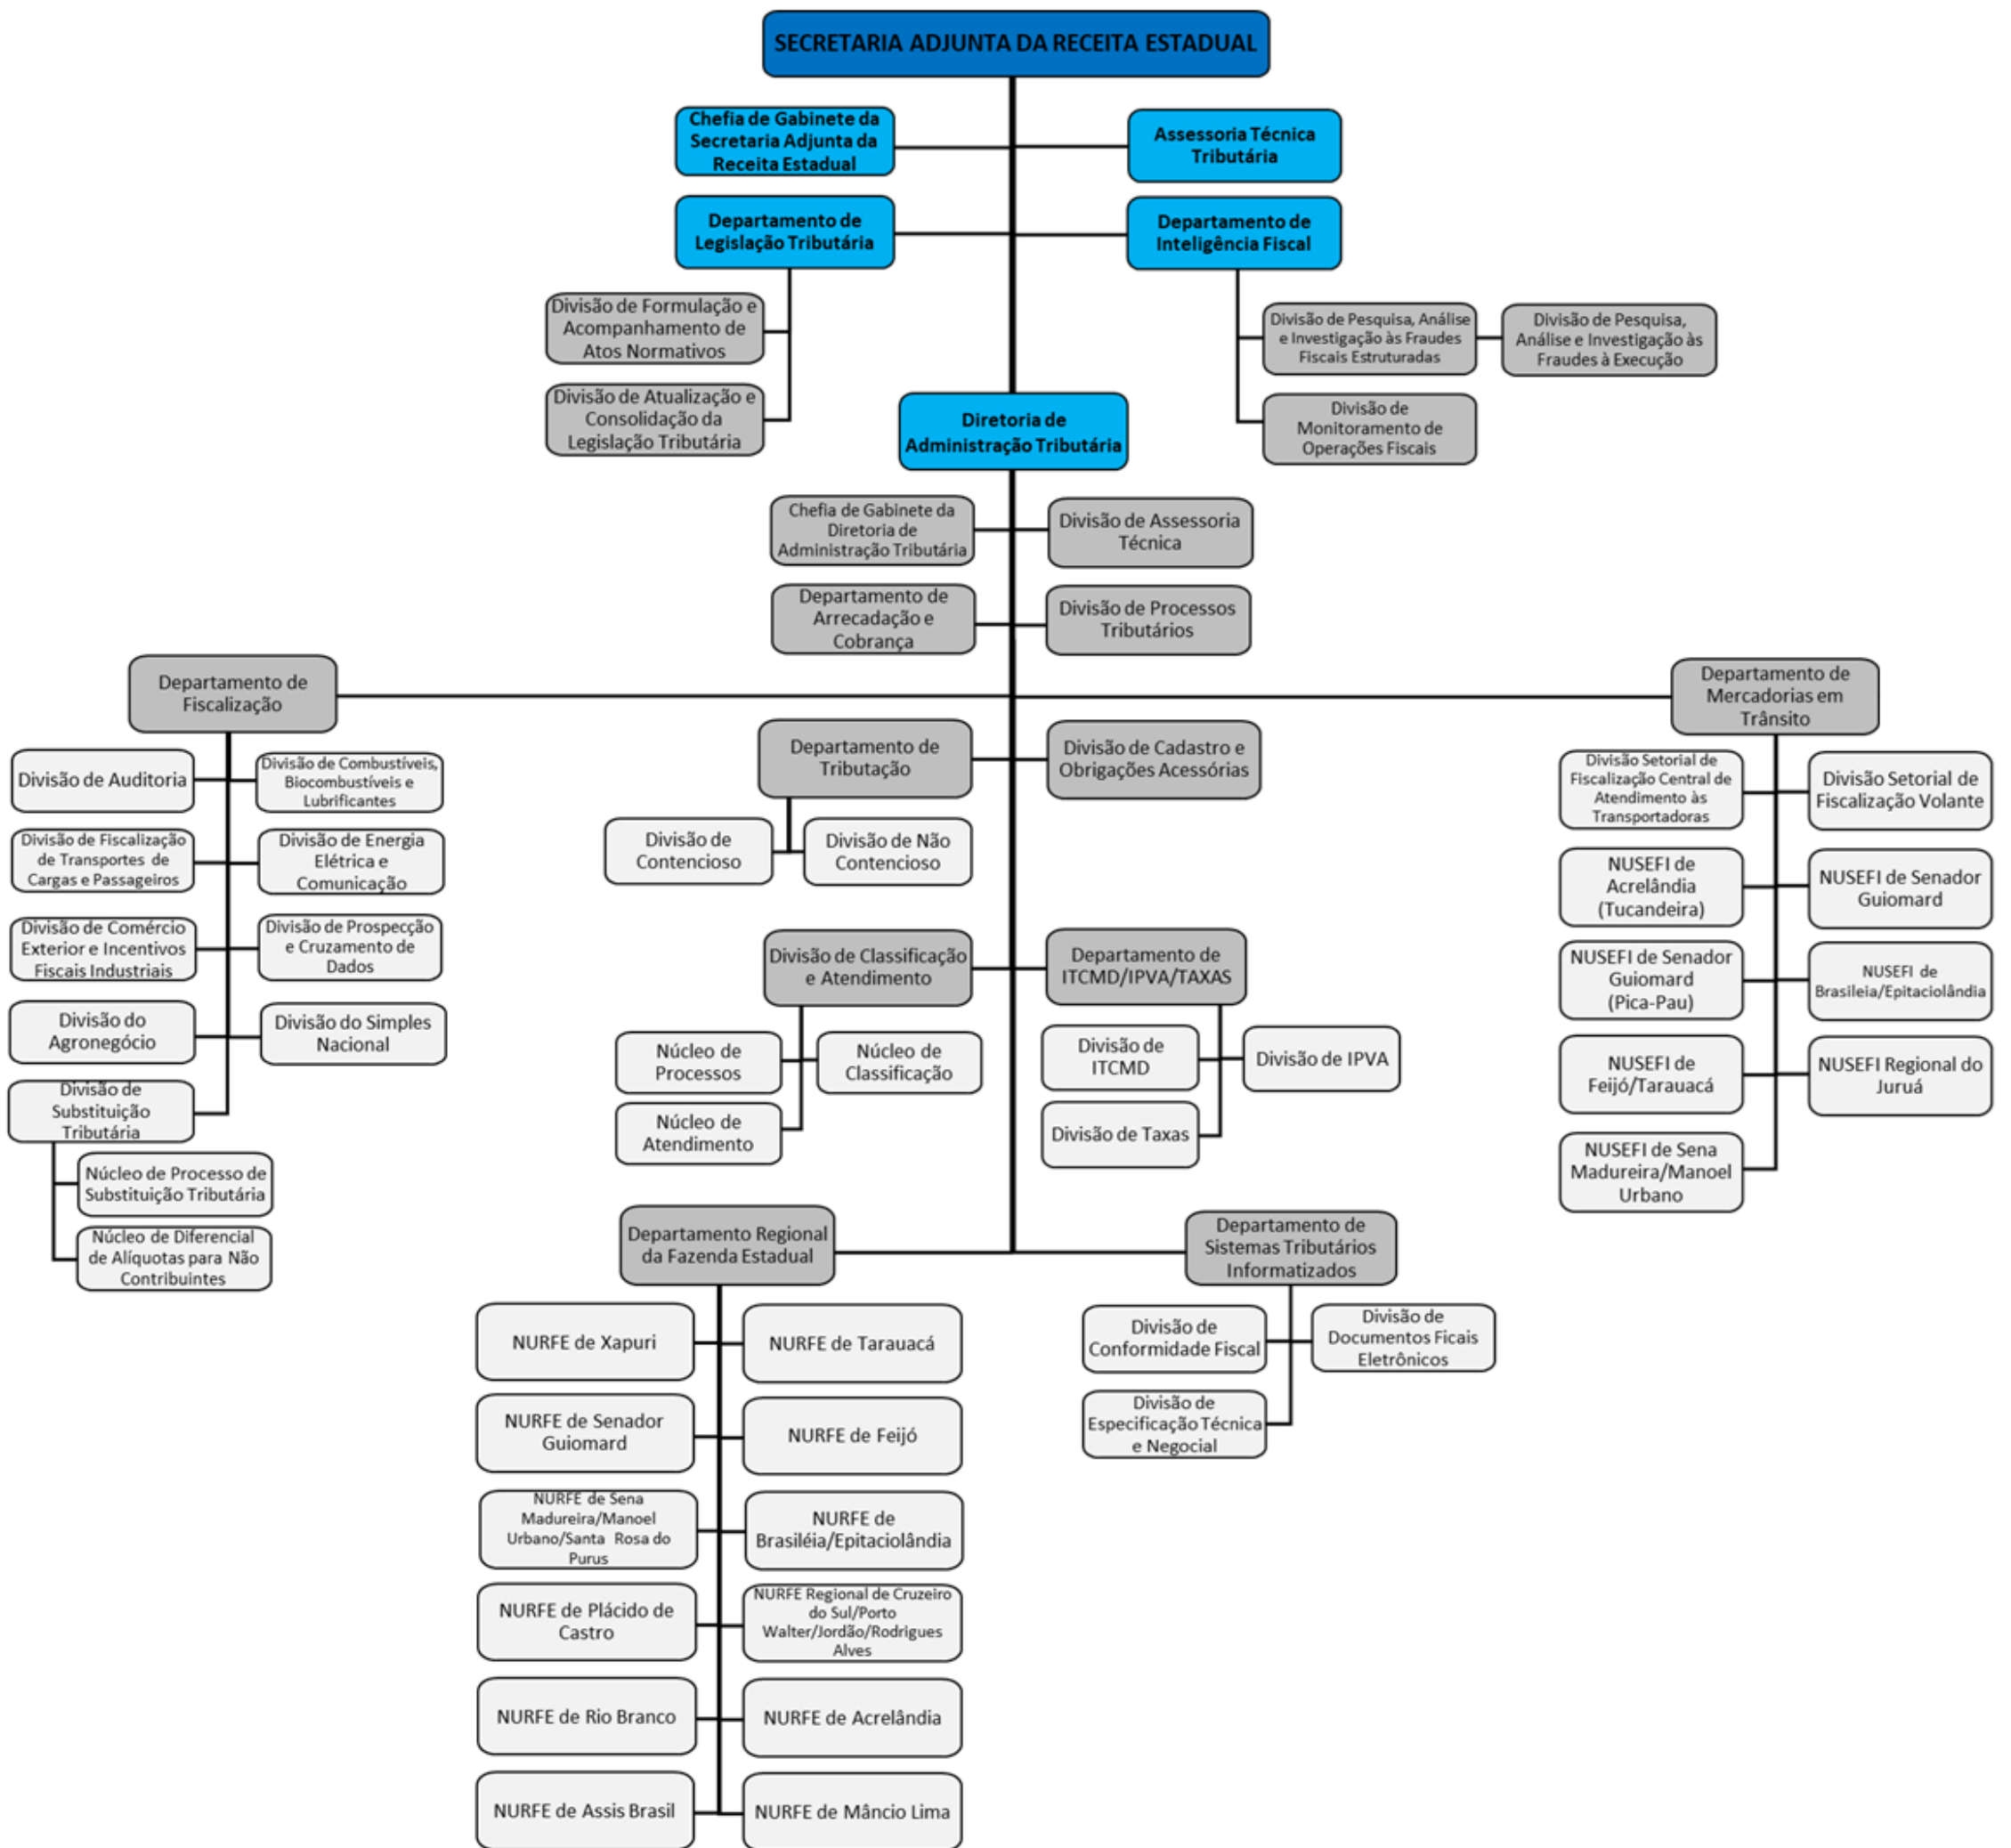 SECRETARIA ADJUNTA DA RECEITA ESTADUAL
Chefia de Gabinete da
Secretaria Adjunta da
Receita Estadual
Assessoria Técnica
Tributária
Departamento de
Legislação Tributária
Departamento de
Inteligência Fiscal
Divisão de Formulação e
Acompanhamento de
Atos Normativos
Divisão de Atualização e
Consolidação da
Legislação Tributária
Divisão de Pesquisa, Análise
e Investigação às Fraudes
Fiscais Estruturadas
Divisão de Pesquisa,
Análise e Investigação às
Fraudes à Execução
Divisão de
Monitoramento de
Operações Fiscais
Diretoria de
Administração Tributária
Chefia de Gabinete da
Diretoria de
Administração Tributária
Divisão de Assessoria
Técnica
Departamento de
Arrecadação e
Cobrança
Divisão de Processos
Tributários
Departamento de
Fiscalização
Divisão de Auditoria
Divisão de Combustíveis,
Biocombustíveis e
Lubrificantes
Divisão de Fiscalização
de Transportes de
Cargas e Passageiros
Divisão de Energia
Elétrica e
Comunicação
Divisão de Comércio
Exterior e Incentivos
Fiscais Industriais
Divisão de Prospecção
e Cruzamento de
Dados
Divisão do
Agronegócio
Divisão do Simples
Nacional
Divisão de
Substituição
Tributária
Núcleo de Processo de
Substituição Tributária
Núcleo de Diferencial
de Alíquotas para Não
Contribuintes
Departamento de
Tributação
Divisão de Cadastro e
Obrigações Acessórias
Divisão de
Contencioso
Divisão de Não
Contencioso
Divisão de Classificação
e Atendimento
Departamento de
ITCMD/IPVA/TAXAS
Núcleo de
Processos
Núcleo de
Classificação
Núcleo de
Atendimento
Divisão de
ITCMD
Divisão de IPVA
Divisão de Taxas
Departamento de
Mercadorias em
Trânsito
Divisão Setorial de
Fiscalização Central de
Atendimento às
Transportadoras
Divisão Setorial de
Fiscalização Volante
NUSEFI de
Acrelândia
(Tucandeira)
NUSEFI de Senador
Guiomard
NUSEFI de Senador
Guiomard
(Pica-Pau)
NUSEFI de
Brasileia/Epitaciolândia
NUSEFI de
Feijó/Tarauacá
NUSEFI Regional do
Juruá
NUSEFI de Sena
Madureira/Manoel
Urbano
Departamento Regional
da Fazenda Estadual
Departamento de
Sistemas Tributários
Informatizados
NURFE de Xapuri
NURFE de Tarauacá
NURFE de Senador
Guiomard
NURFE de Feijó
NURFE de Sena
Madureira/Manoel
Urbano/Santa Rosa do
Purus
NURFE de
Brasiléia/Epitaciolândia
NURFE de Plácido de
Castro
NURFE Regional de Cruzeiro
do Sul/Porto
Walter/Jordão/Rodrigues
Alves
NURFE de Rio Branco
NURFE de Acrelândia
NURFE de Assis Brasil
NURFE de Mâncio Lima
Divisão de
Conformidade Fiscal
Divisão de
Documentos Ficais
Eletrônicos
Divisão de
Especificação Técnica
e Negocial